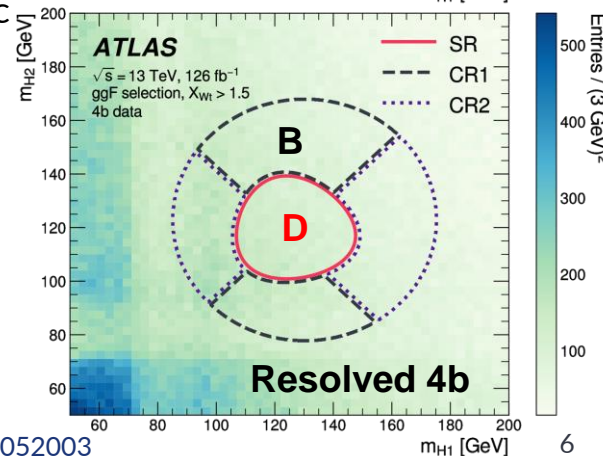 C
200
180
160
140
120
100
80
60
m_H2 [GeV]
ATLAS
√s = 13 TeV, 126 fb⁻¹
ggF selection, X_Wt > 1.5
4b data
SR
CR1
CR2
B
D
Resolved 4b
60 80 100 120 140 160 180 200
m_H1 [GeV]
500
400
300
200
100
Entries / (3 GeV)²
052003
6